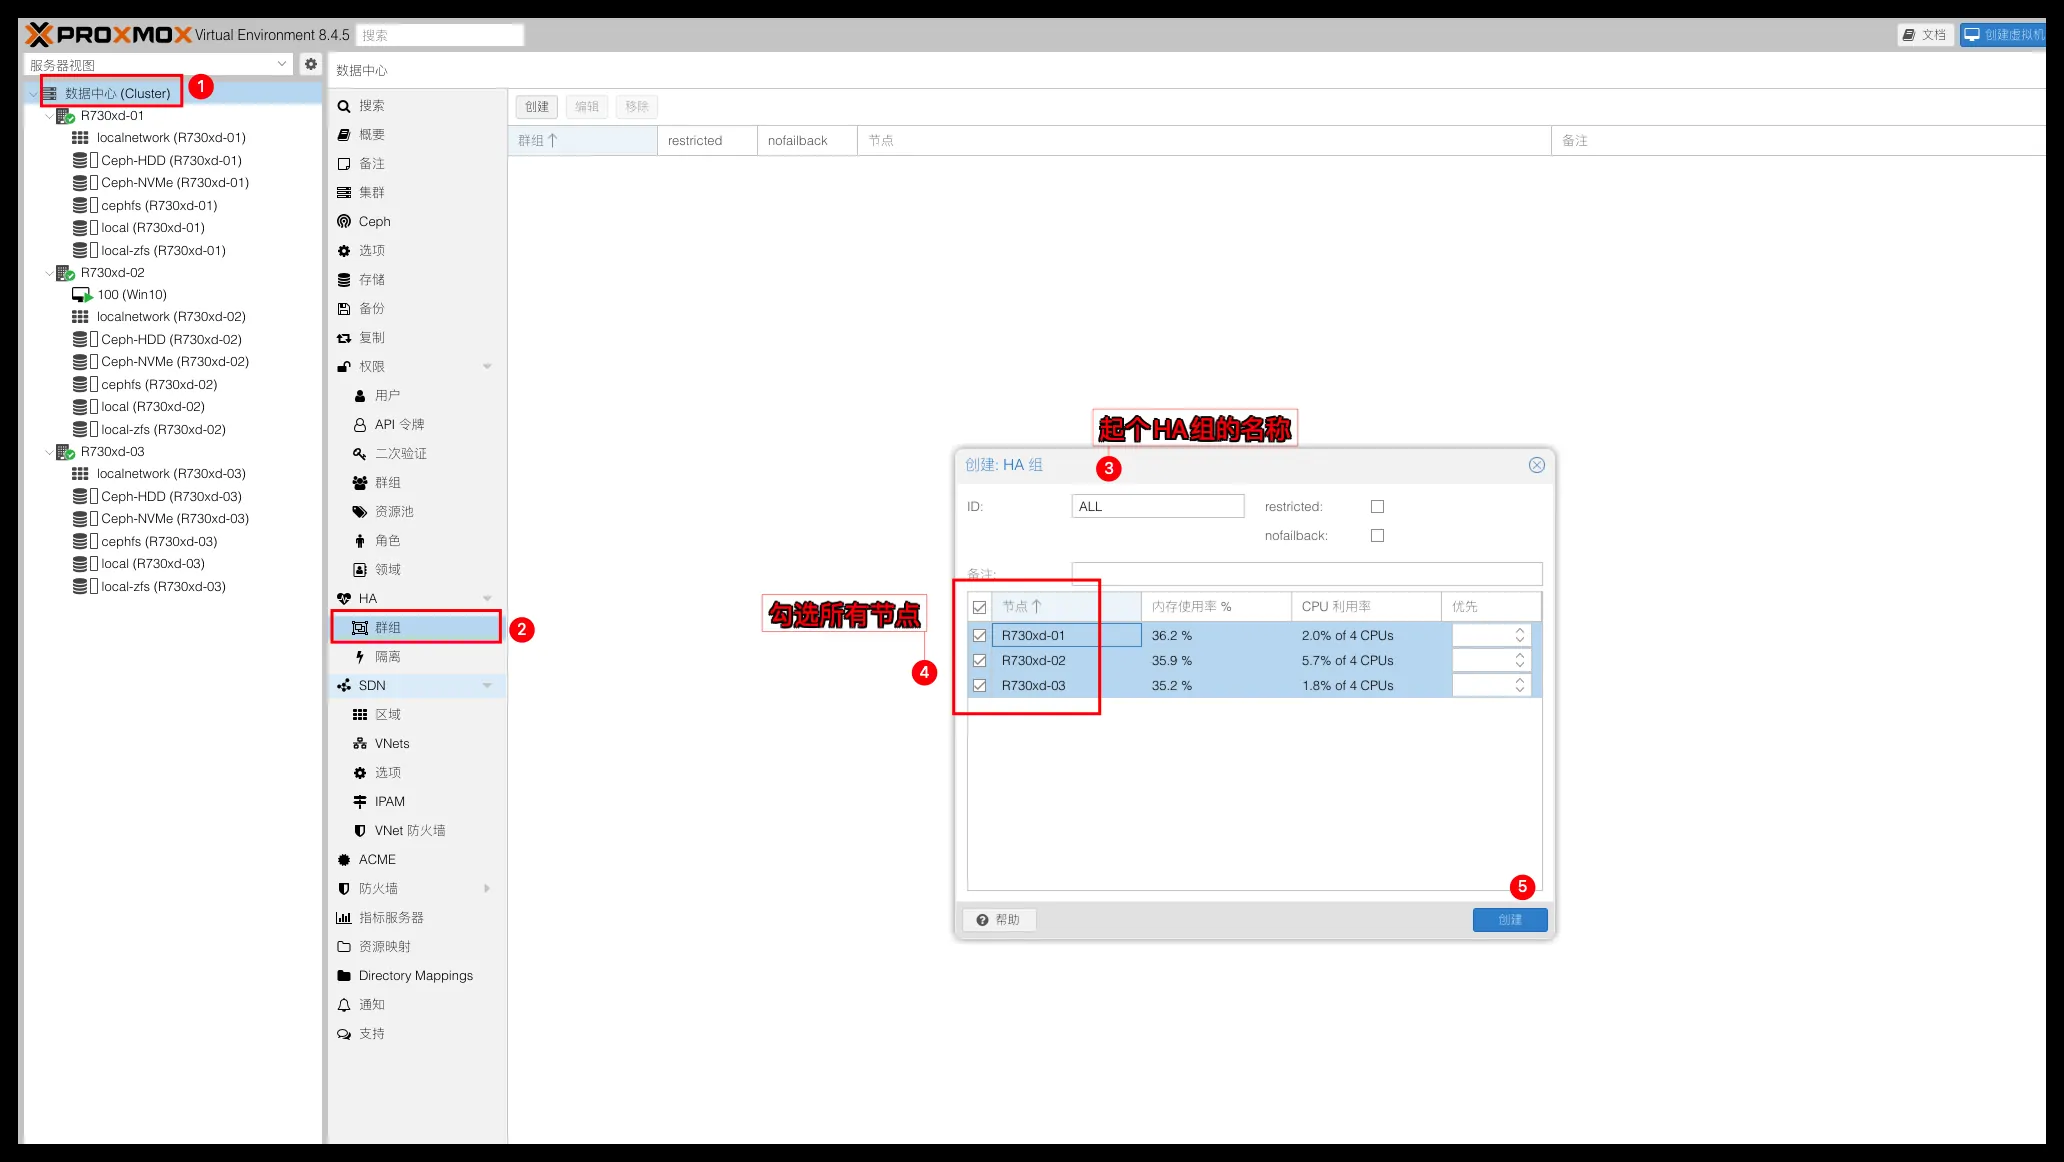 PROXMOX Virtual Environment 8.4.5 搜索
文档
创建虚拟机
服务器视图
数据中心 (Cluster)
1
R730xd-01
localnetwork (R730xd-01)
Ceph-HDD (R730xd-01)
Ceph-NVMe (R730xd-01)
cephfs (R730xd-01)
local (R730xd-01)
local-zfs (R730xd-01)
R730xd-02
100 (Win10)
localnetwork (R730xd-02)
Ceph-HDD (R730xd-02)
Ceph-NVMe (R730xd-02)
cephfs (R730xd-02)
local (R730xd-02)
local-zfs (R730xd-02)
R730xd-03
localnetwork (R730xd-03)
Ceph-HDD (R730xd-03)
Ceph-NVMe (R730xd-03)
cephfs (R730xd-03)
local (R730xd-03)
local-zfs (R730xd-03)
数据中心
搜索
概要
备注
集群
Ceph
选项
存储
备份
复制
权限
用户
API 令牌
二次验证
群组
资源池
角色
领域
HA
群组
2
隔离
SDN
区域
VNets
选项
IPAM
VNet 防火墙
ACME
防火墙
指标服务器
资源映射
Directory Mappings
通知
支持
创建 编辑 移除
群组 restricted nofailback 节点 备注
起个HA组的名称
3
创建: HA 组
ID: ALL restricted:
nofailback:
备注:
勾选所有节点
4
节点 内存使用率 % CPU 利用率 优先
R730xd-01 36.2 % 2.0% of 4 CPUs
R730xd-02 35.9 % 5.7% of 4 CPUs
R730xd-03 35.2 % 1.8% of 4 CPUs
5
帮助 创建